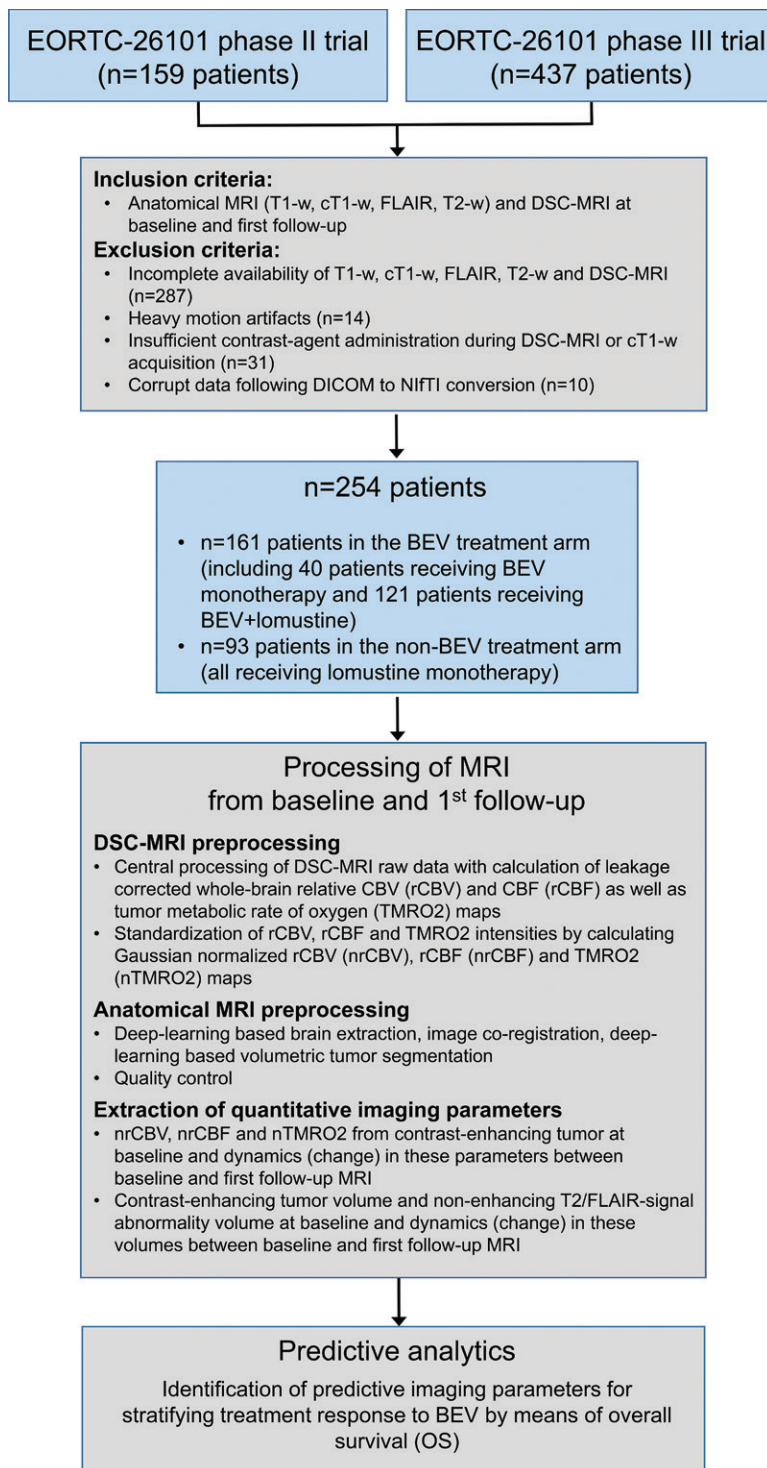 EORTC-26101 phase II trial
(n=159 patients)
EORTC-26101 phase III trial
(n=437 patients)
Inclusion criteria:
• Anatomical MRI (T1-w, cT1-w, FLAIR, T2-w) and DSC-MRI at
baseline and first follow-up
Exclusion criteria:
• Incomplete availability of T1-w, cT1-w, FLAIR, T2-w and DSC-MRI
(n=287)
• Heavy motion artifacts (n=14)
• Insufficient contrast-agent administration during DSC-MRI or cT1-w
acquisition (n=31)
• Corrupt data following DICOM to NIfTI conversion (n=10)
n=254 patients
• n=161 patients in the BEV treatment arm
(including 40 patients receiving BEV
monotherapy and 121 patients receiving
BEV+lomustine)
• n=93 patients in the non-BEV treatment arm
(all receiving lomustine monotherapy)
Processing of MRI
from baseline and 1st follow-up
DSC-MRI preprocessing
• Central processing of DSC-MRI raw data with calculation of leakage
corrected whole-brain relative CBV (rCBV) and CBF (rCBF) as well as
tumor metabolic rate of oxygen (TMRO2) maps
• Standardization of rCBV, rCBF and TMRO2 intensities by calculating
Gaussian normalized rCBV (nrCBV), rCBF (nrCBF) and TMRO2
(nTMRO2) maps
Anatomical MRI preprocessing
• Deep-learning based brain extraction, image co-registration, deep-
learning based volumetric tumor segmentation
• Quality control
Extraction of quantitative imaging parameters
• nrCBV, nrCBF and nTMRO2 from contrast-enhancing tumor at
baseline and dynamics (change) in these parameters between
baseline and first follow-up MRI
• Contrast-enhancing tumor volume and non-enhancing T2/FLAIR-signal
abnormality volume at baseline and dynamics (change) in these
volumes between baseline and first follow-up MRI
Predictive analytics
Identification of predictive imaging parameters for
stratifying treatment response to BEV by means of overall
survival (OS)